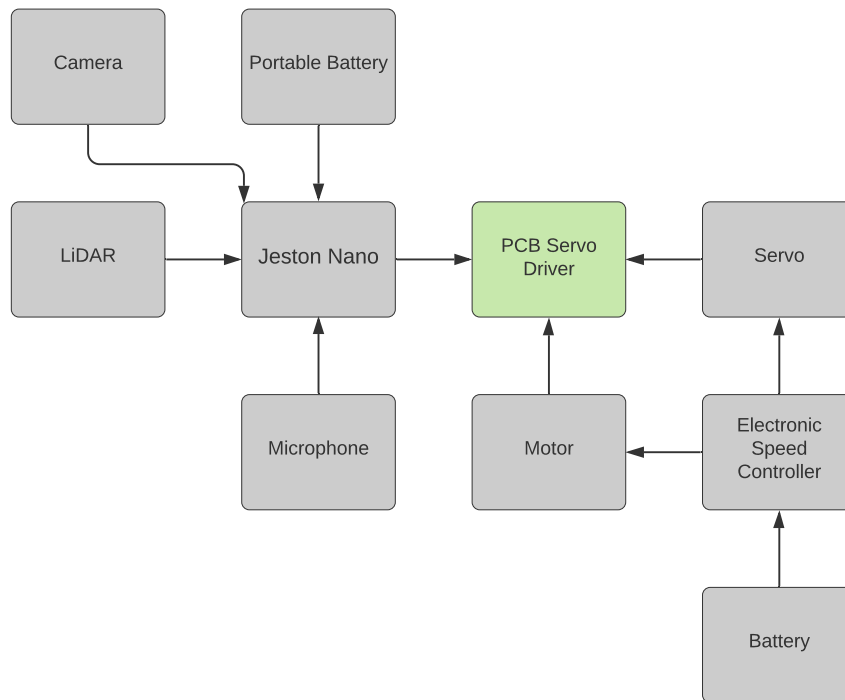 Camera
Portable Battery
LiDAR
Jeston Nano
PCB Servo
Driver
Servo
Microphone
Motor
Electronic
Speed
Controller
Battery